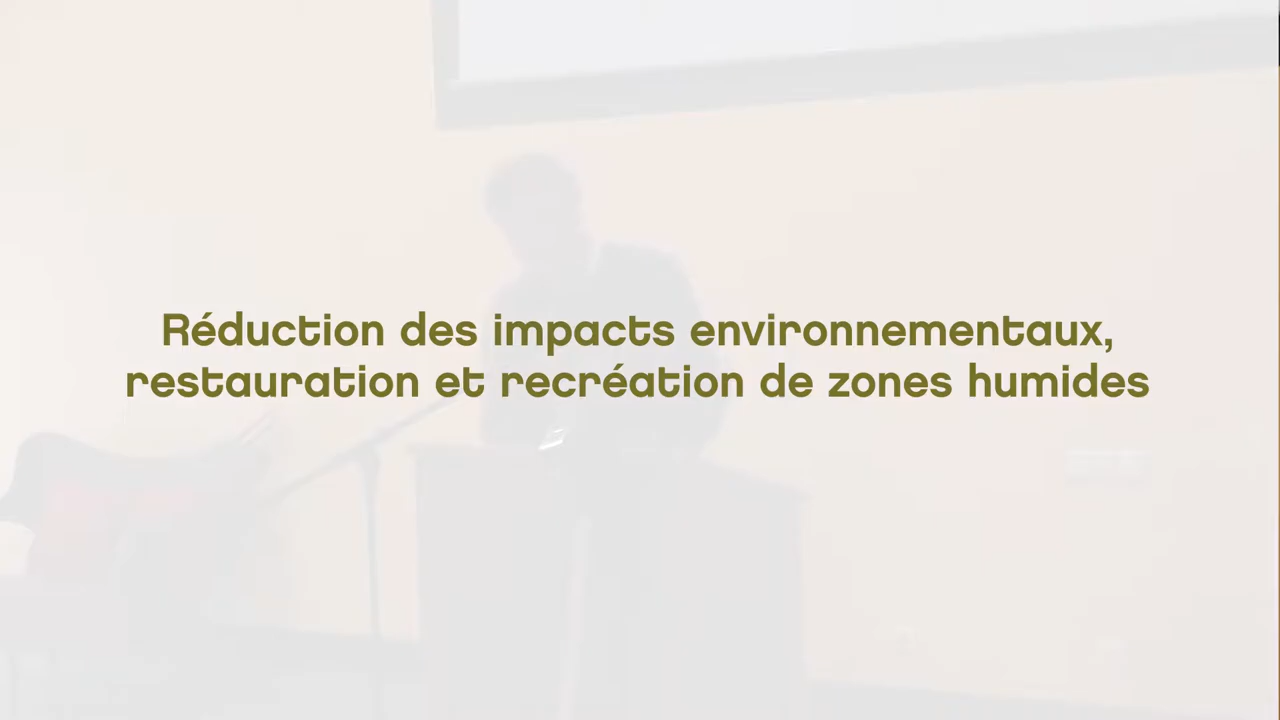 Réduction des impacts environnementaux,
restauration et recréation de zones humides